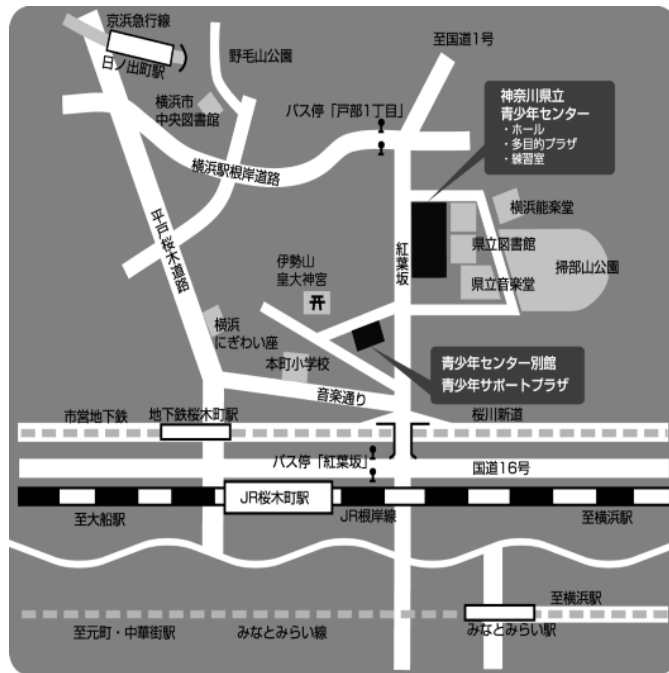 京浜急行線
日ノ出町駅
野毛山公園
至国道1号
横浜市
中央図書館
バス停「戸部1丁目」
神奈川県立
青少年センター
・ホール
・多目的プラザ
・練習室
横浜駅根岸道路
平戸桜木道路
紅葉坂
横浜能楽堂
県立図書館
県立音楽堂
掃部山公園
伊勢山
皇大神宮
横浜
にぎわい座
本町小学校
青少年センター別館
青少年サポートプラザ
音楽通り
市営地下鉄
地下鉄桜木町駅
桜川新道
バス停「紅葉坂」
国道16号
JR桜木町駅
至大船駅
JR根岸線
至横浜駅
至横浜駅
至元町・中華街駅
みなとみらい線
みなとみらい駅